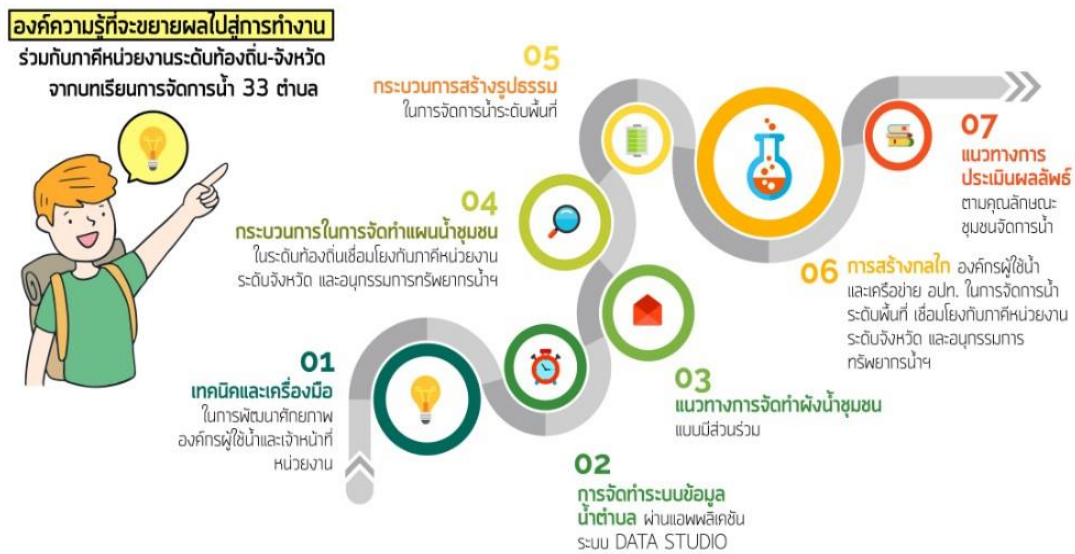 องค์ความรู้ที่จะขยายผลไปสู่การทำงาน
ร่วมกับภาคีหน่วยงานระดับท้องถิ่น-จังหวัด
จากบทเรียนการจัดการน้ำ 33 ตำบล
01
เทคนิคและเครื่องมือ
ในการพัฒนาศักยภาพ
องค์กรผู้ใช้น้ำและเจ้าหน้าที่
หน่วยงาน
02
การจัดทำระบบข้อมูล
น้ำตำบล ผ่านแอพพลิเคชัน
ระบบ DATA STUDIO
03
แนวทางการจัดทำผังน้ำชุมชน
แบบมีส่วนร่วม
04
กระบวนการในการจัดทำแผนน้ำชุมชน
ในระดับท้องถิ่นเชื่อมโยงกับภาคีหน่วยงาน
ระดับจังหวัด และอนุกรรมการทรัพยากรน้ำฯ
05
กระบวนการสร้างรูปธรรม
ในการจัดการน้ำระดับพื้นที่
06 การสร้างกลไก องค์กรผู้ใช้น้ำ
และเครือข่าย อปท. ในการจัดการน้ำ
ระดับพื้นที่ เชื่อมโยงกับภาคีหน่วยงาน
ระดับจังหวัด และอนุกรรมการ
ทรัพยากรน้ำฯ
07
แนวทางการ
ประเมินผลลัพธ์
ตามคุณลักษณะ
ชุมชนจัดการน้ำ